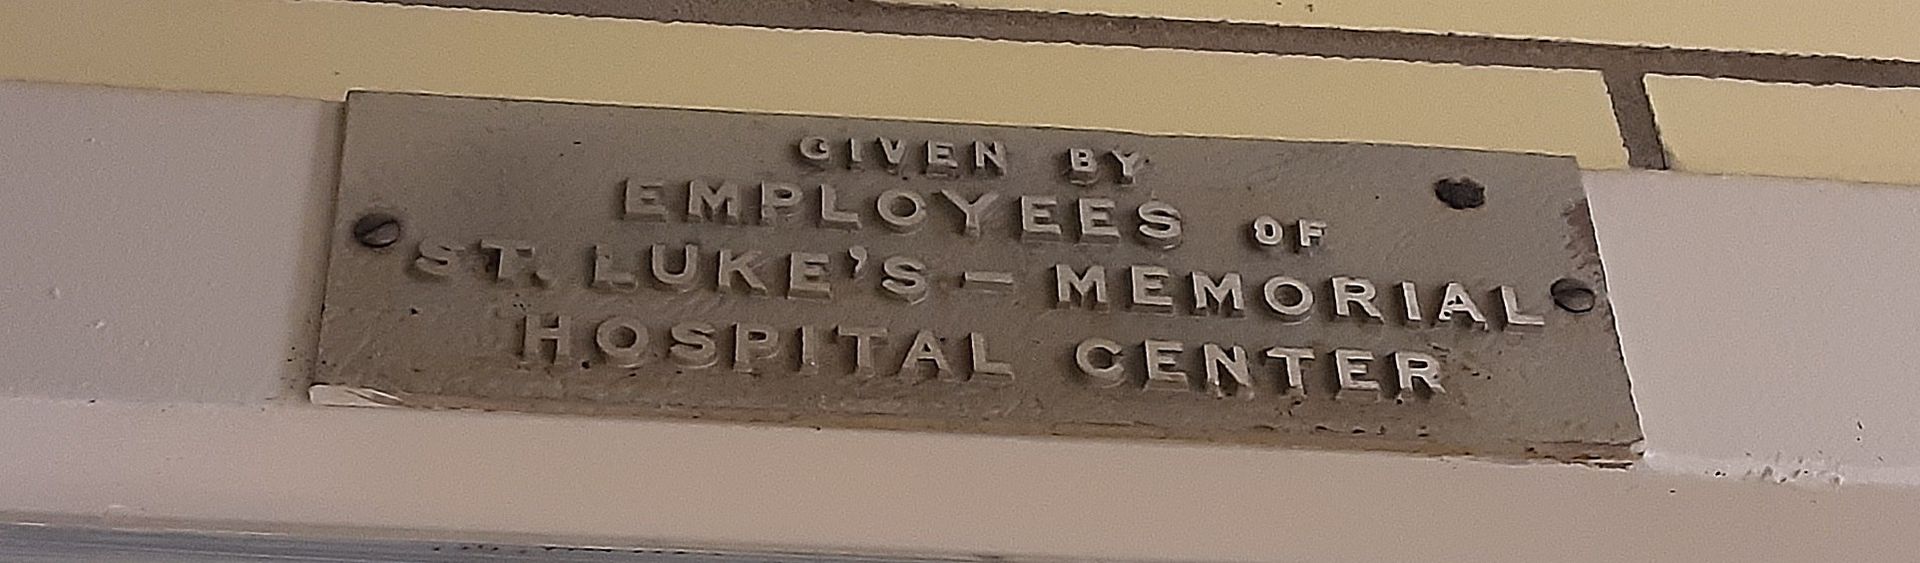 GIVEN BY
EMPLOYEES OF
ST. LUKE'S — MEMORIAL
HOSPITAL CENTER